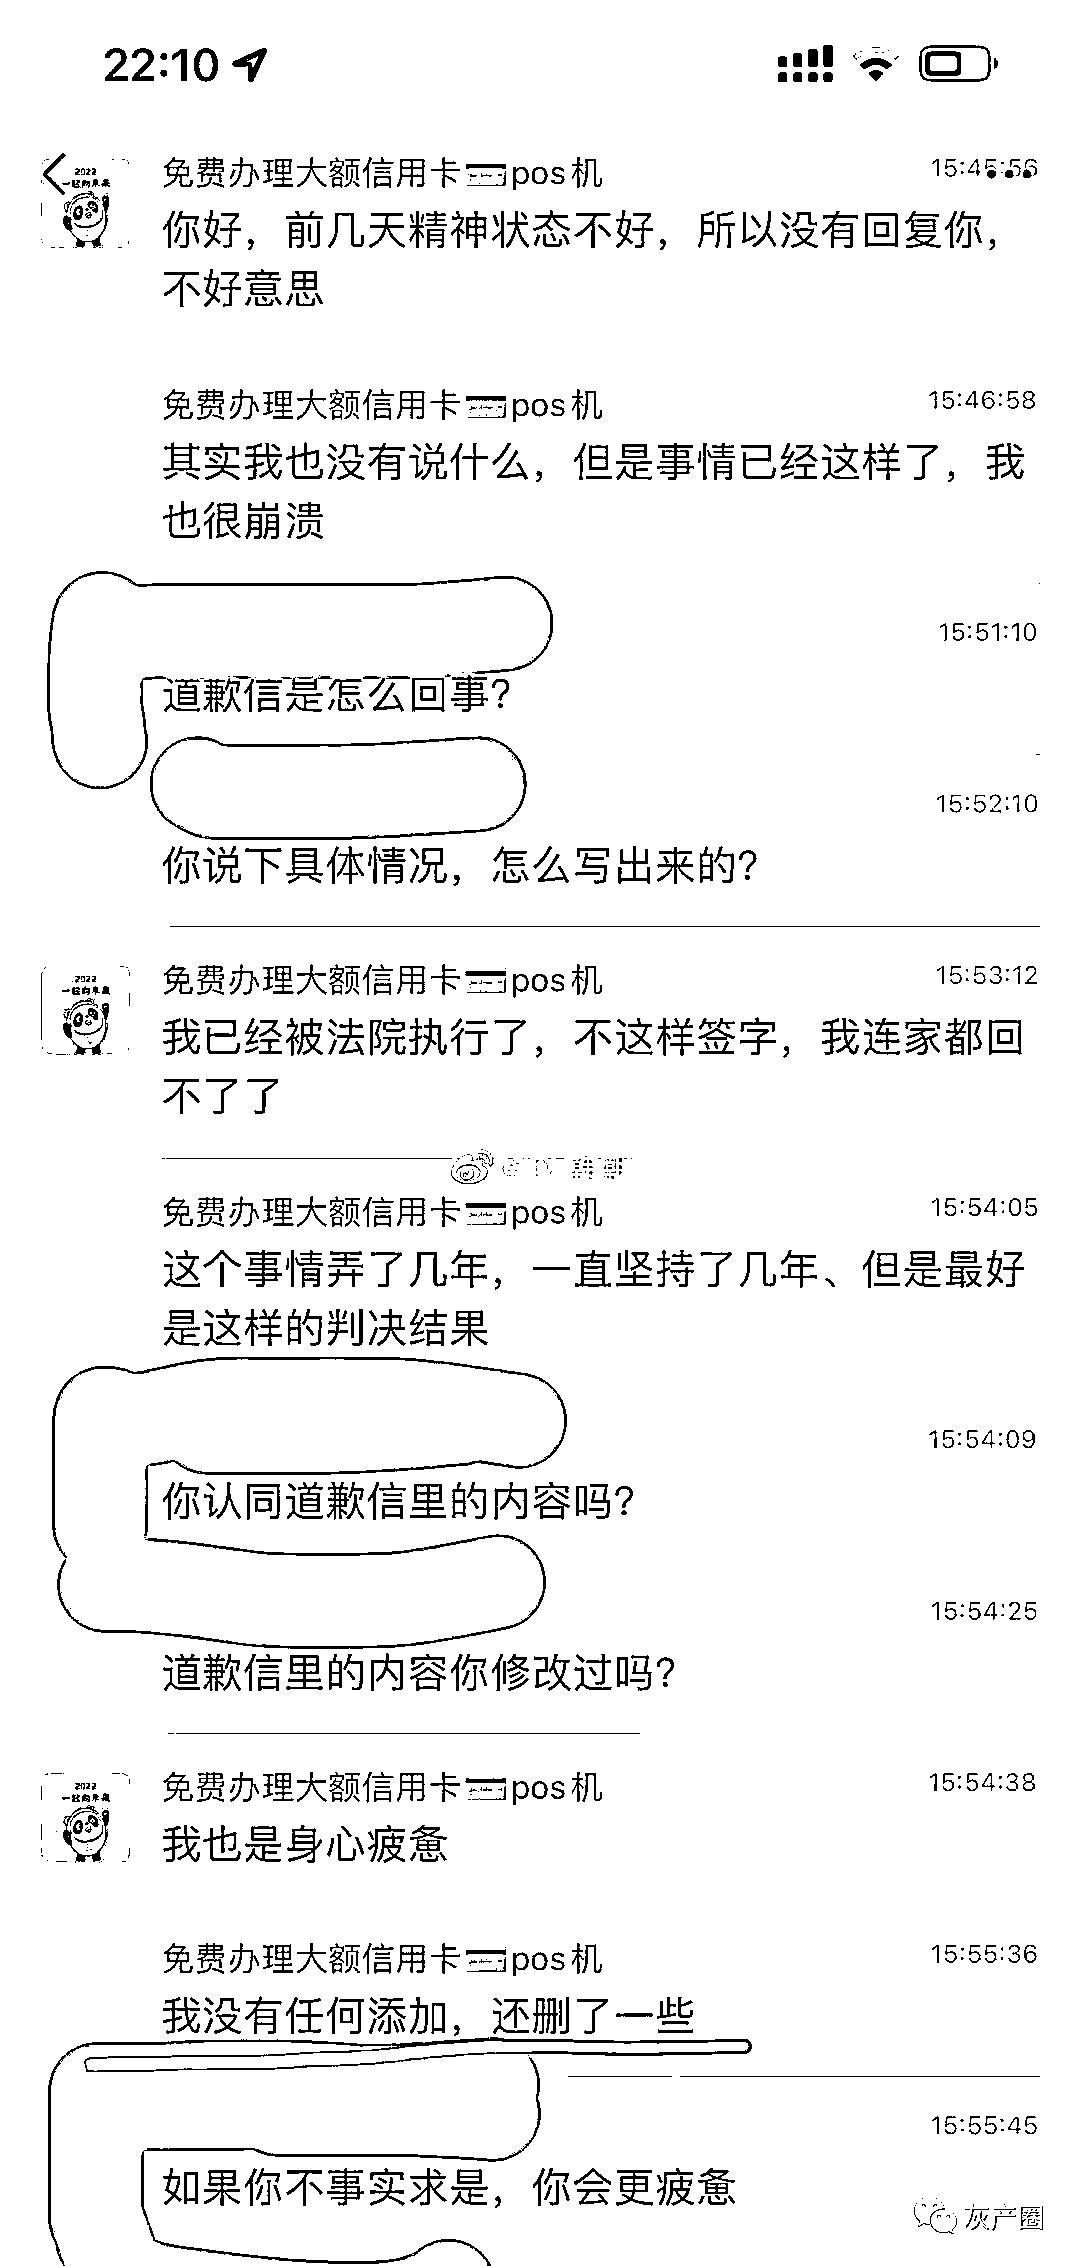 22:10
免费办理大额信用卡💳pos机
15:45:56
你好，前几天精神状态不好，所以没有回复你，
不好意思
免费办理大额信用卡💳pos机
15:46:58
其实我也没有说什么，但是事情已经这样了，我
也很崩溃
15:51:10
道歉信是怎么回事？
15:52:10
你说下具体情况，怎么写出来的？
2022
一起向未来
免费办理大额信用卡💳pos机
15:53:12
我已经被法院执行了，不这样签字，我连家都回
不了了
免费办理大额信用卡💳pos机
15:54:05
这个事情弄了几年，一直坚持了几年、但是最好
是这样的判决结果
15:54:09
你认同道歉信里的内容吗？
15:54:25
道歉信里的内容你修改过吗？
2022
一起向未来
免费办理大额信用卡💳pos机
15:54:38
我也是身心疲惫
免费办理大额信用卡💳pos机
15:55:36
我没有任何添加，还删了一些
15:55:45
如果你不事实求是，你会更疲惫
灰产圈